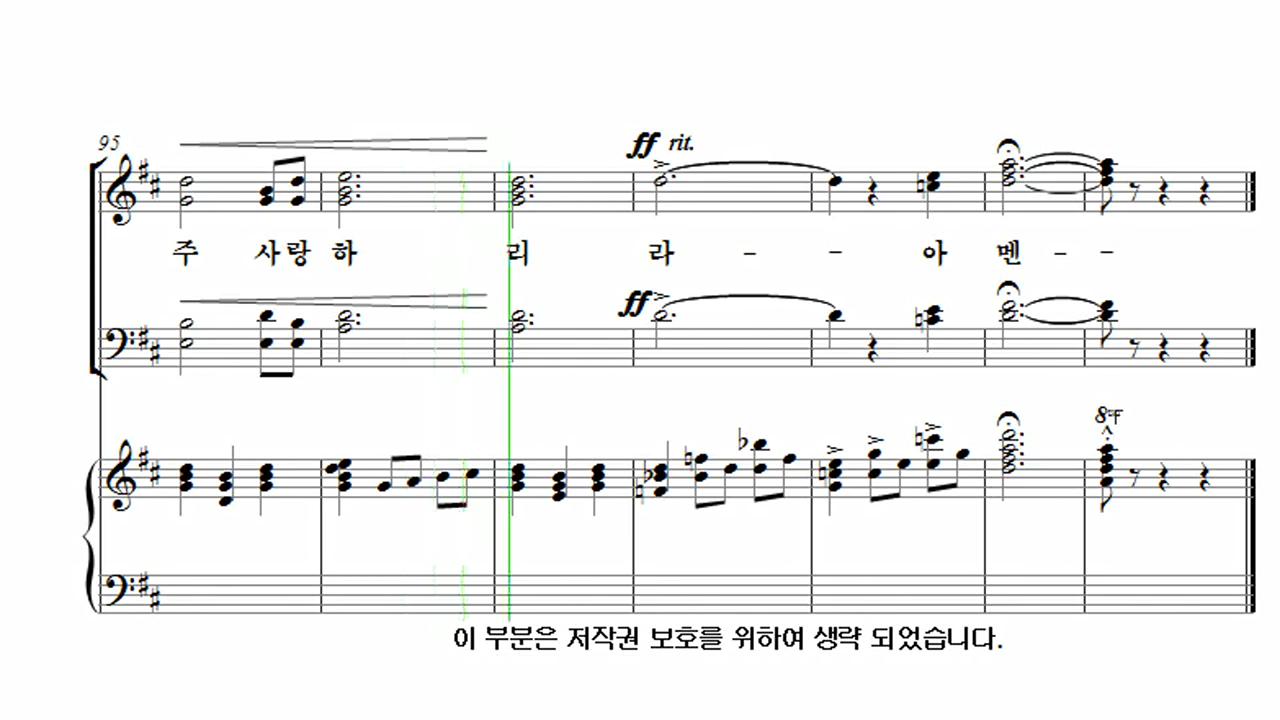 95
ff rit.
주 사랑하 리 라 - - 아 멘 - -
ff
이 부분은 저작권 보호를 위하여 생략 되었습니다.